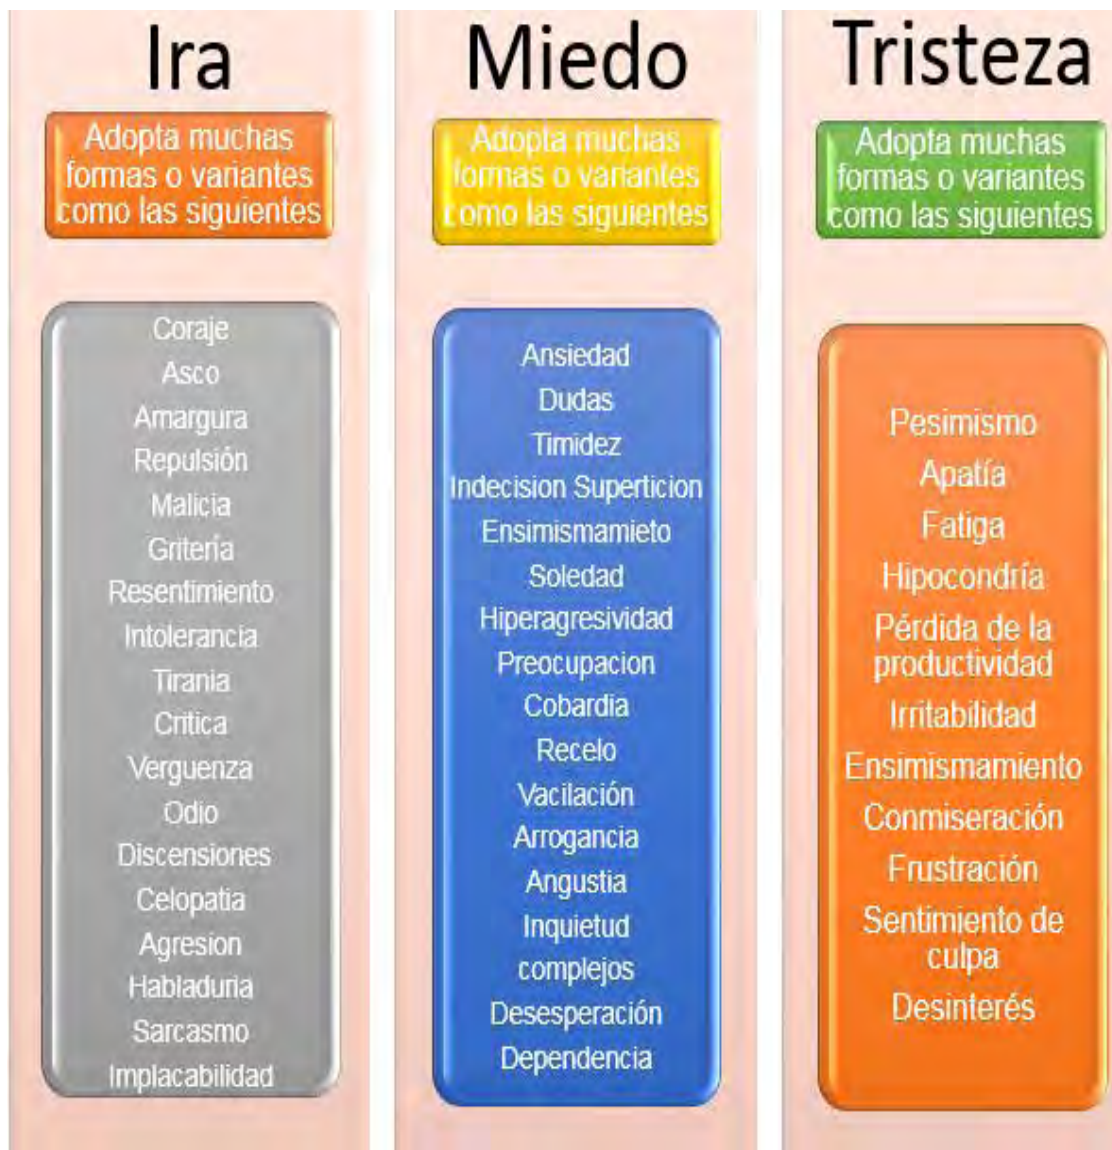 Ira
Adopta muchas
formas o variantes
como las siguientes
Coraje
Asco
Amargura
Repulsión
Malicia
Gritería
Resentimiento
Intolerancia
Tirania
Critica
Verguenza
Odio
Discensiones
Celopatia
Agresion
Habladuria
Sarcasmo
Implacabilidad
Miedo
Adopta muchas
formas o variantes
como las siguientes
Ansiedad
Dudas
Timidez
Indecision Superticion
Ensimismamieto
Soledad
Hiperagresividad
Preocupacion
Cobardia
Recelo
Vacilación
Arrogancia
Angustia
Inquietud
complejos
Desesperación
Dependencia
Tristeza
Adopta muchas
formas o variantes
como las siguientes
Pesimismo
Apatía
Fatiga
Hipocondría
Pérdida de la
productividad
Irritabilidad
Ensimismamiento
Conmiseración
Frustración
Sentimiento de
culpa
Desinterés